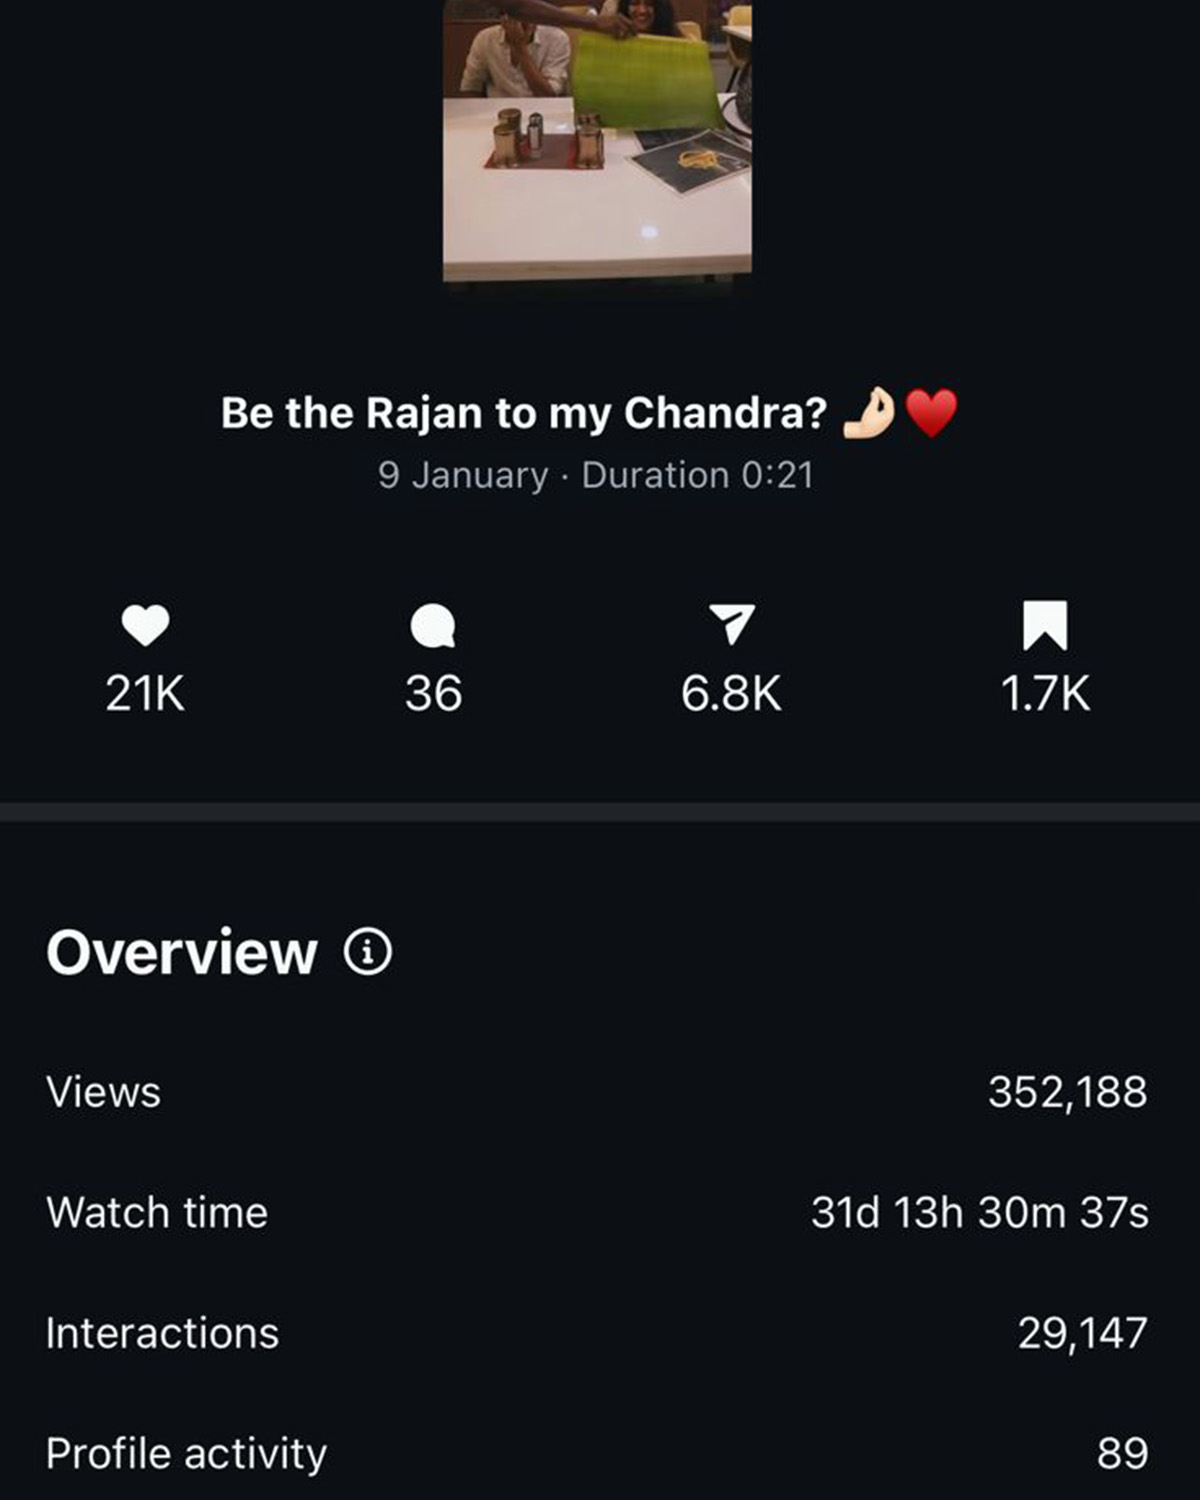 Be the Rajan to my Chandra? 🤌🏻♥️
9 January · Duration 0:21
21K 36 6.8K 1.7K
Overview
Views 352,188
Watch time 31d 13h 30m 37s
Interactions 29,147
Profile activity 89